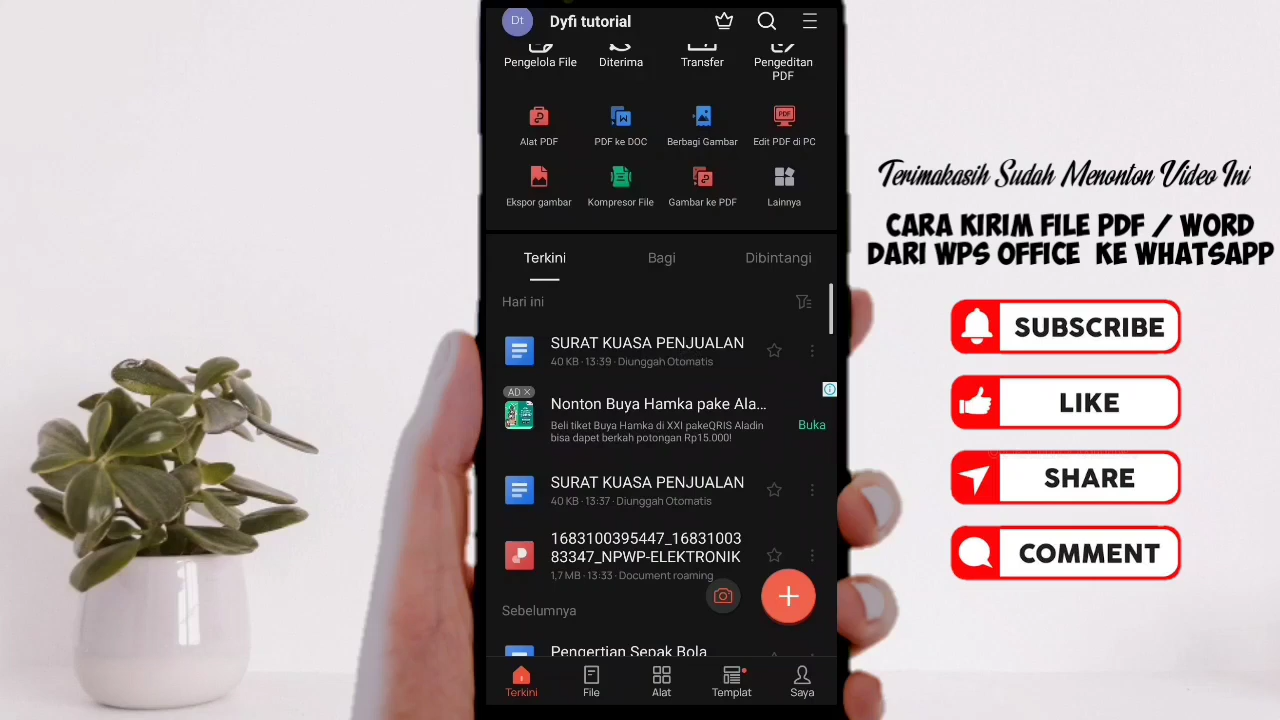 Dt
Dyfi tutorial
Pengelola File
Diterima
Transfer
Pengeditan
PDF
Alat PDF
PDF ke DOC
Berbagi Gambar
Edit PDF di PC
Ekspor gambar
Kompresor File
Gambar ke PDF
Lainnya
Terkini
Bagi
Dibintangi
Hari ini
SURAT KUASA PENJUALAN
40 KB · 13:39 · Diunggah Otomatis
AD
Nonton Buya Hamka pake Ala...
Beli tiket Buya Hamka di XXI pakeQRIS Aladin
bisa dapet berkah potongan Rp15.000!
Buka
SURAT KUASA PENJUALAN
40 KB · 13:37 · Diunggah Otomatis
1683100395447_16831003
83347_NPWP-ELEKTRONIK
1,7 MB · 13:33 · Document roaming
Sebelumnya
Pengertian Sepak Bola
Terkini
File
Alat
Templat
Saya
Terimakasih Sudah Menonton Video Ini
CARA KIRIM FILE PDF / WORD
DARI WPS OFFICE KE WHATSAPP
SUBSCRIBE
LIKE
SHARE
COMMENT